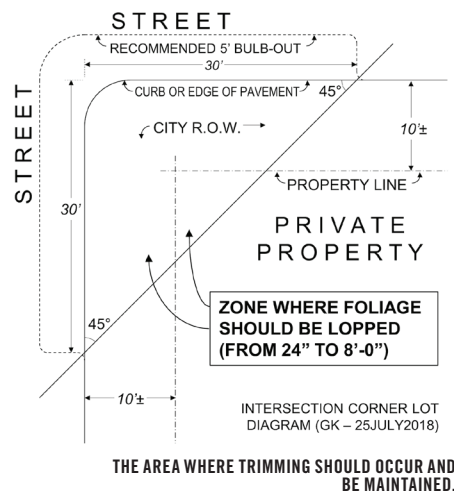 STREET
RECOMMENDED 5' BULB-OUT
30'
CURB OR EDGE OF PAVEMENT
45°
STREET
CITY R.O.W.
10'±
PROPERTY LINE
30'
PRIVATE
PROPERTY
ZONE WHERE FOLIAGE
SHOULD BE LOPPED
(FROM 24” TO 8’-0”)
45°
10'±
INTERSECTION CORNER LOT
DIAGRAM (GK – 25JULY2018)
THE AREA WHERE TRIMMING SHOULD OCCUR AND
BE MAINTAINED.